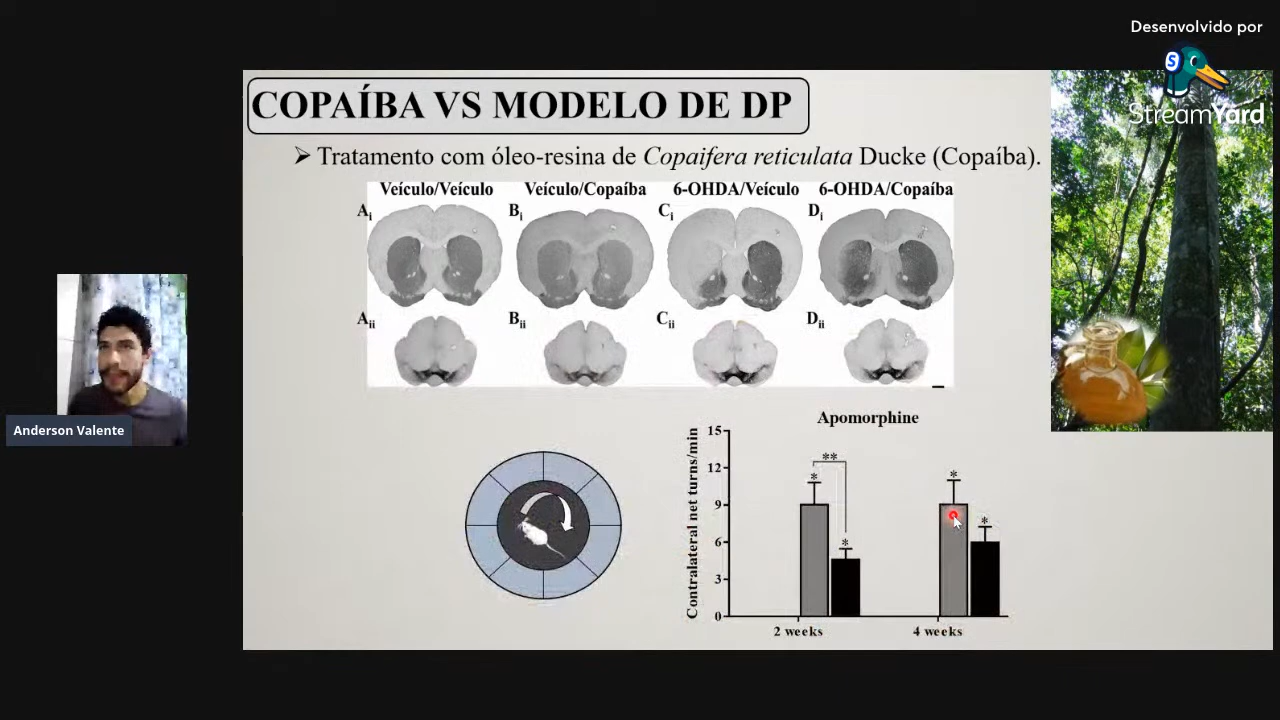 Desenvolvido por
StreamYard
COPAÍBA VS MODELO DE DP
➢ Tratamento com óleo-resina de Copaifera reticulata Ducke (Copaíba).
Veículo/Veículo Veículo/Copaíba 6-OHDA/Veículo 6-OHDA/Copaíba
Ai Bi Ci Di
Aii Bii Cii Dii
Anderson Valente
Apomorphine
Contralateral net turns/min
15
12
9
6
3
0
**
* * * *
2 weeks 4 weeks